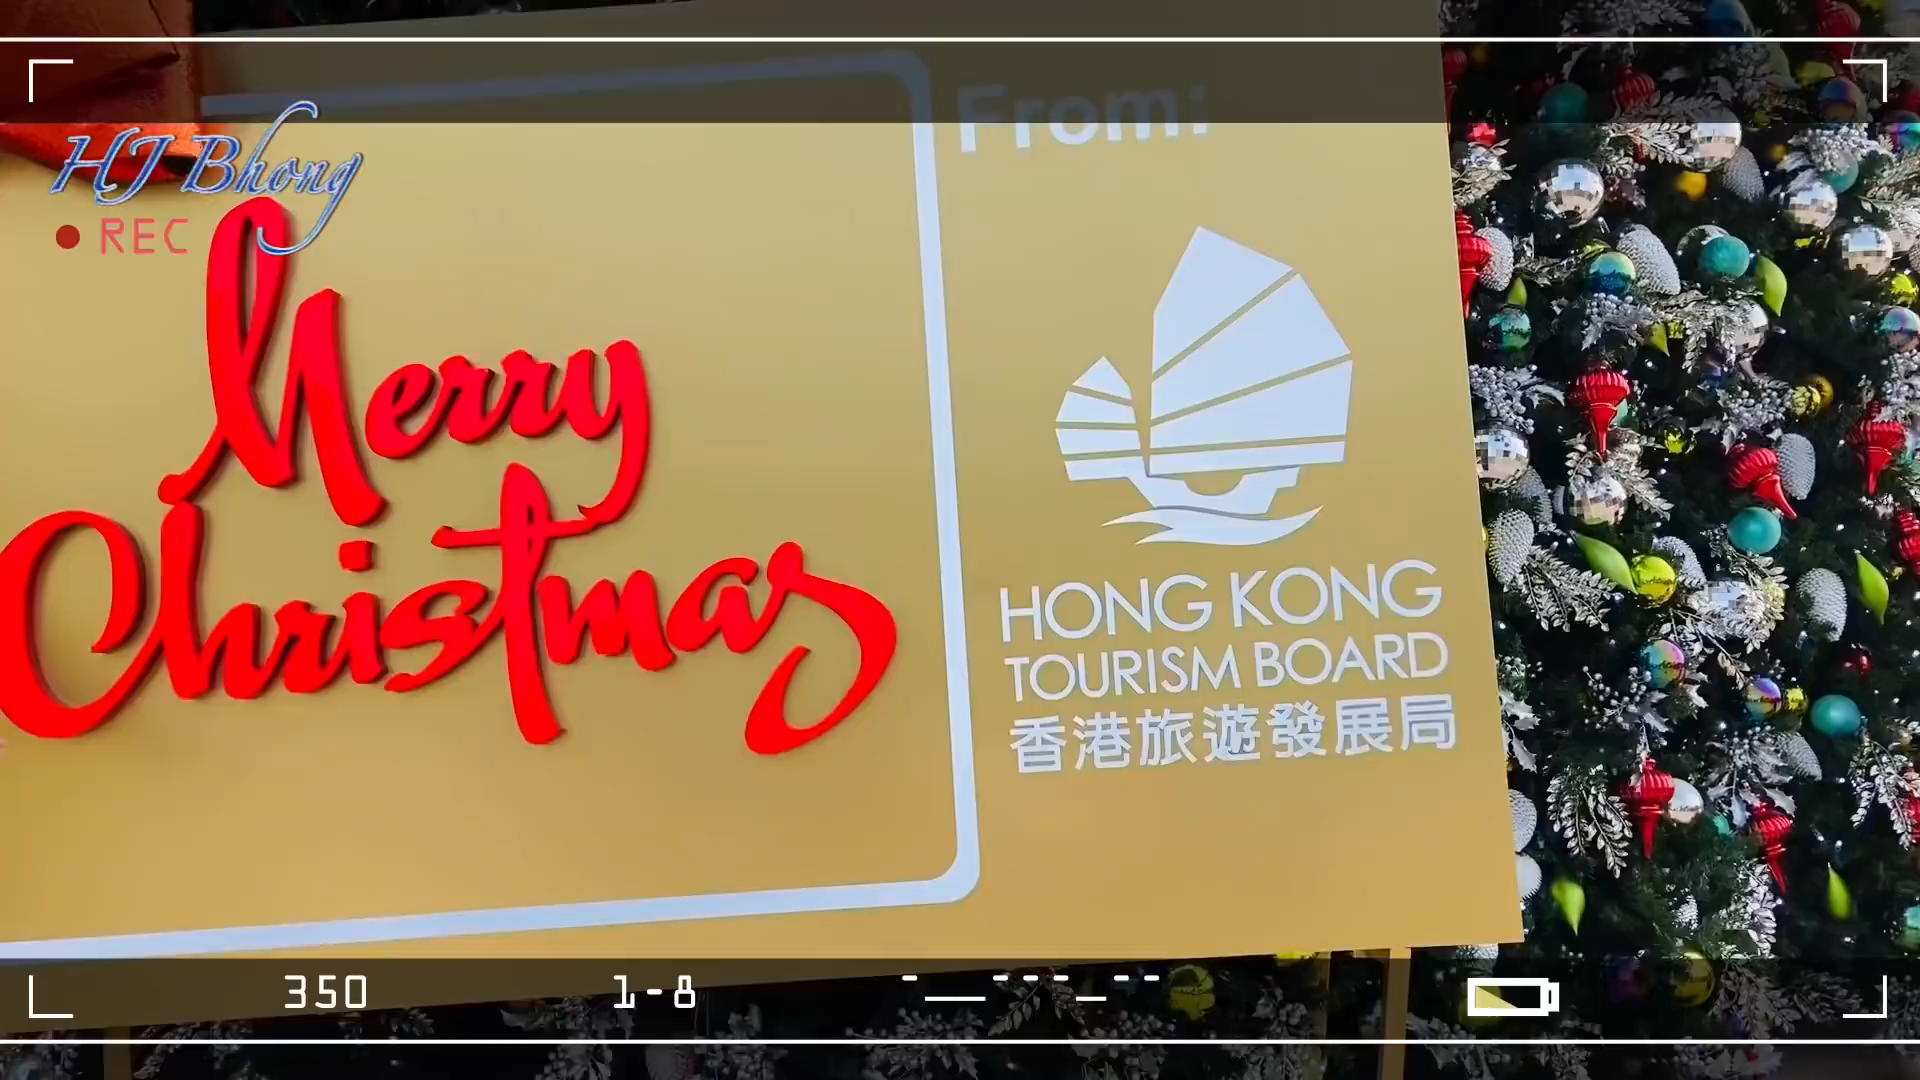 From:
HJ Bhong
REC
Merry
Christmas
HONG KONG
TOURISM BOARD
香港旅遊發展局
350
1-8